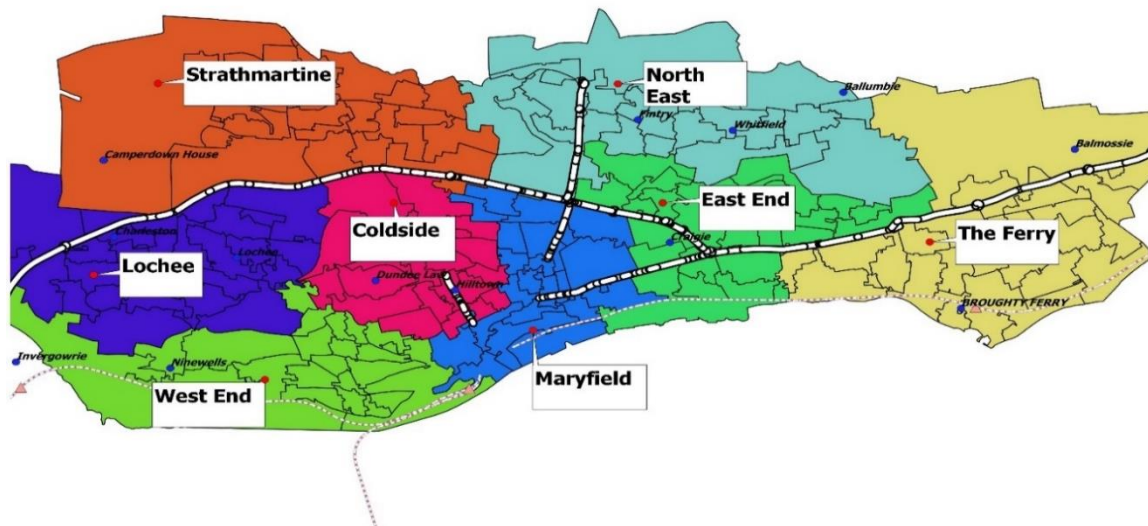 Strathmartine
North
East
Ballumbie
Fintry
Whitfield
Camperdown House
Balmossie
East End
Coldside
Charleston
Craigie
The Ferry
Lochee
Lochee
Dundee Law
Hilltown
BROUGHTY FERRY
Invergowrie
Ninewells
Maryfield
West End